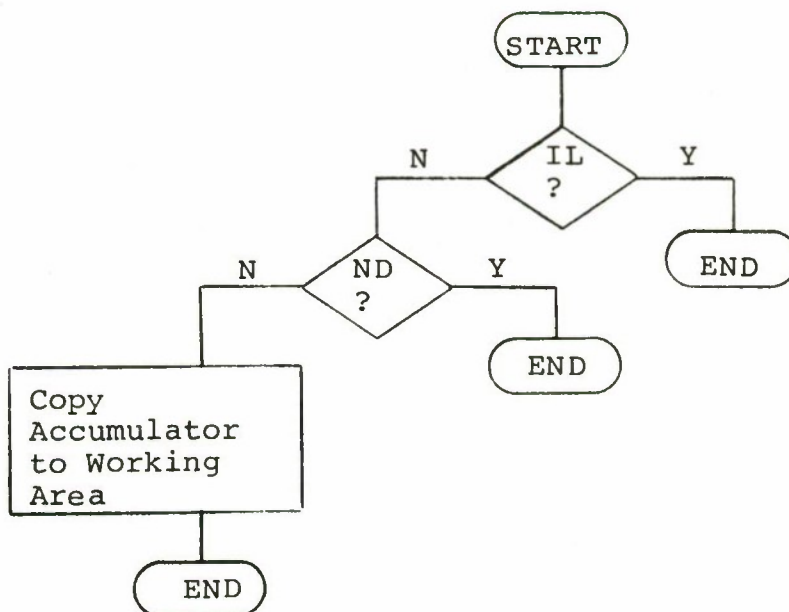 START
IL
?
N
Y
END
ND
?
N
Y
END
Copy
Accumulator
to Working
Area
END